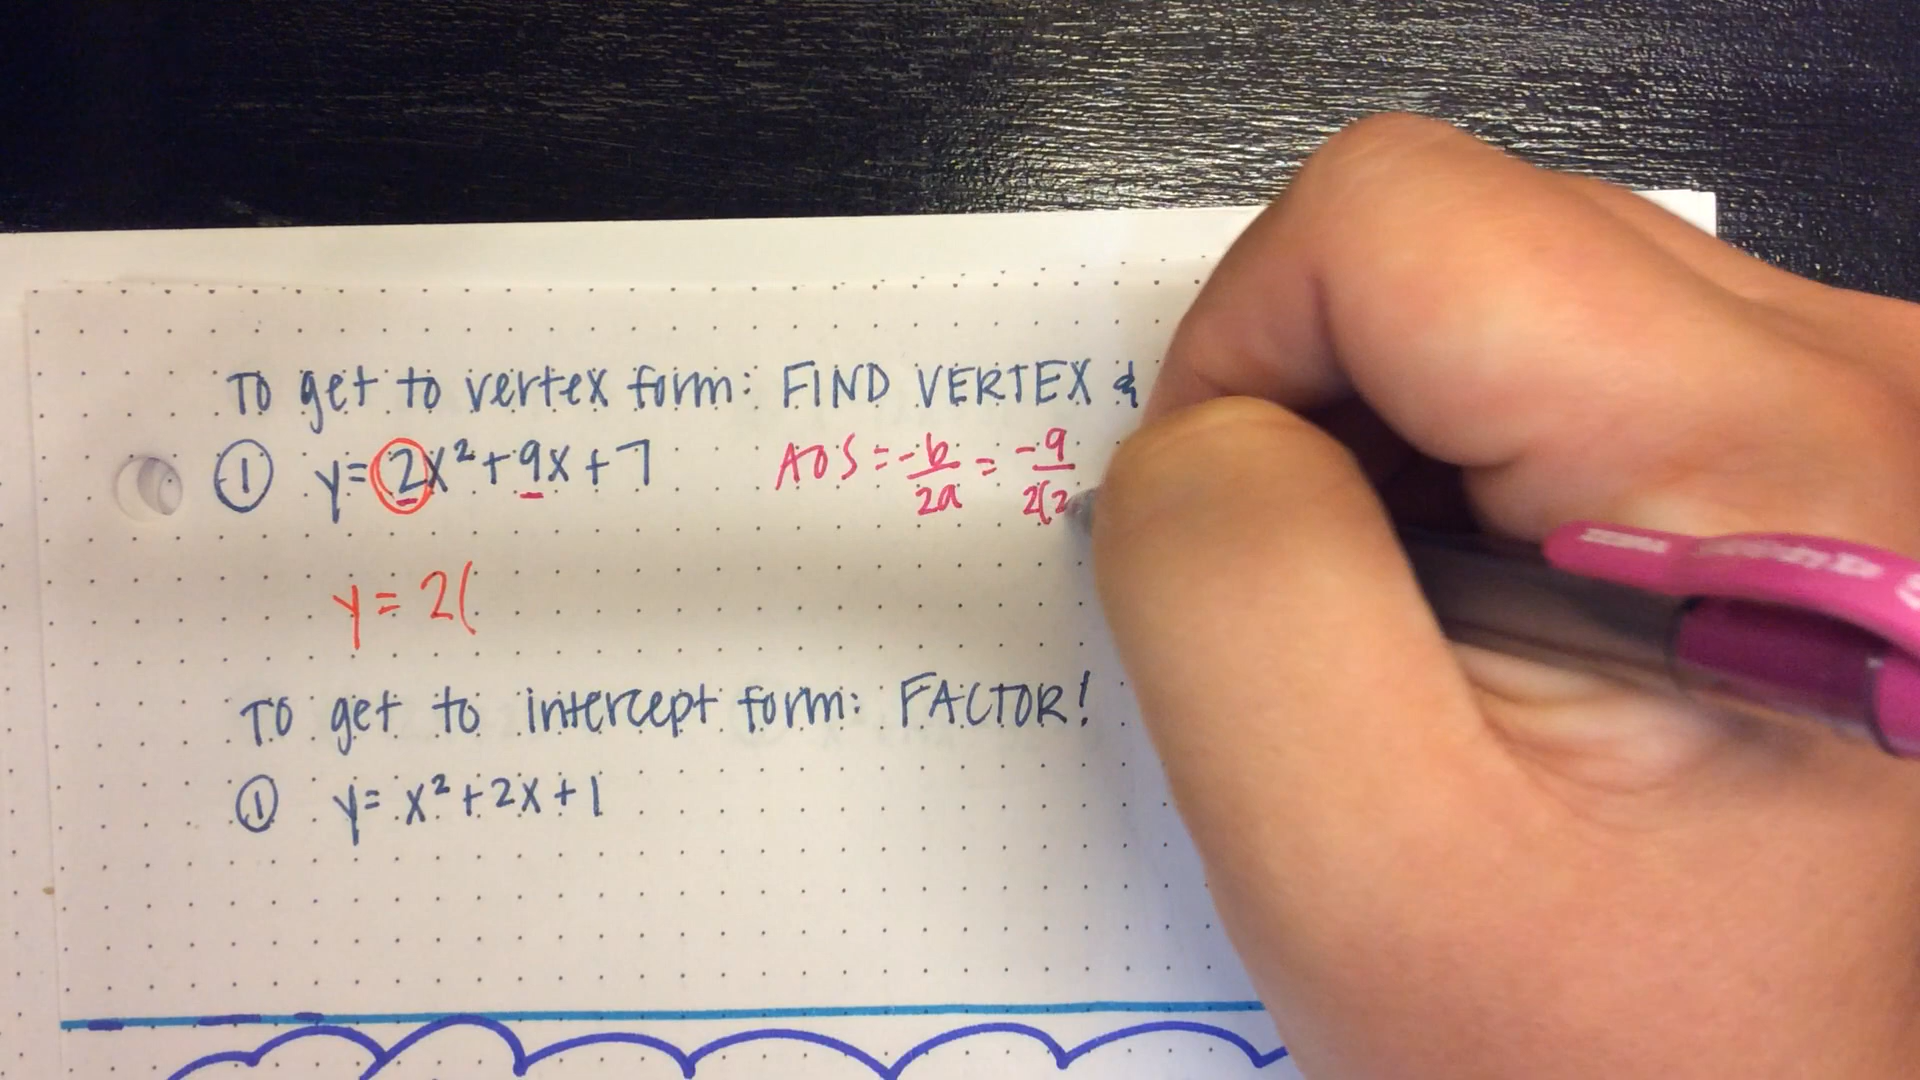 To get to vertex form: FIND VERTEX &
① y=2x²+9x+7 AOS = -b/2a = -9/2(2
y = 2(
To get to intercept form: FACTOR!
① y= x²+2x+1